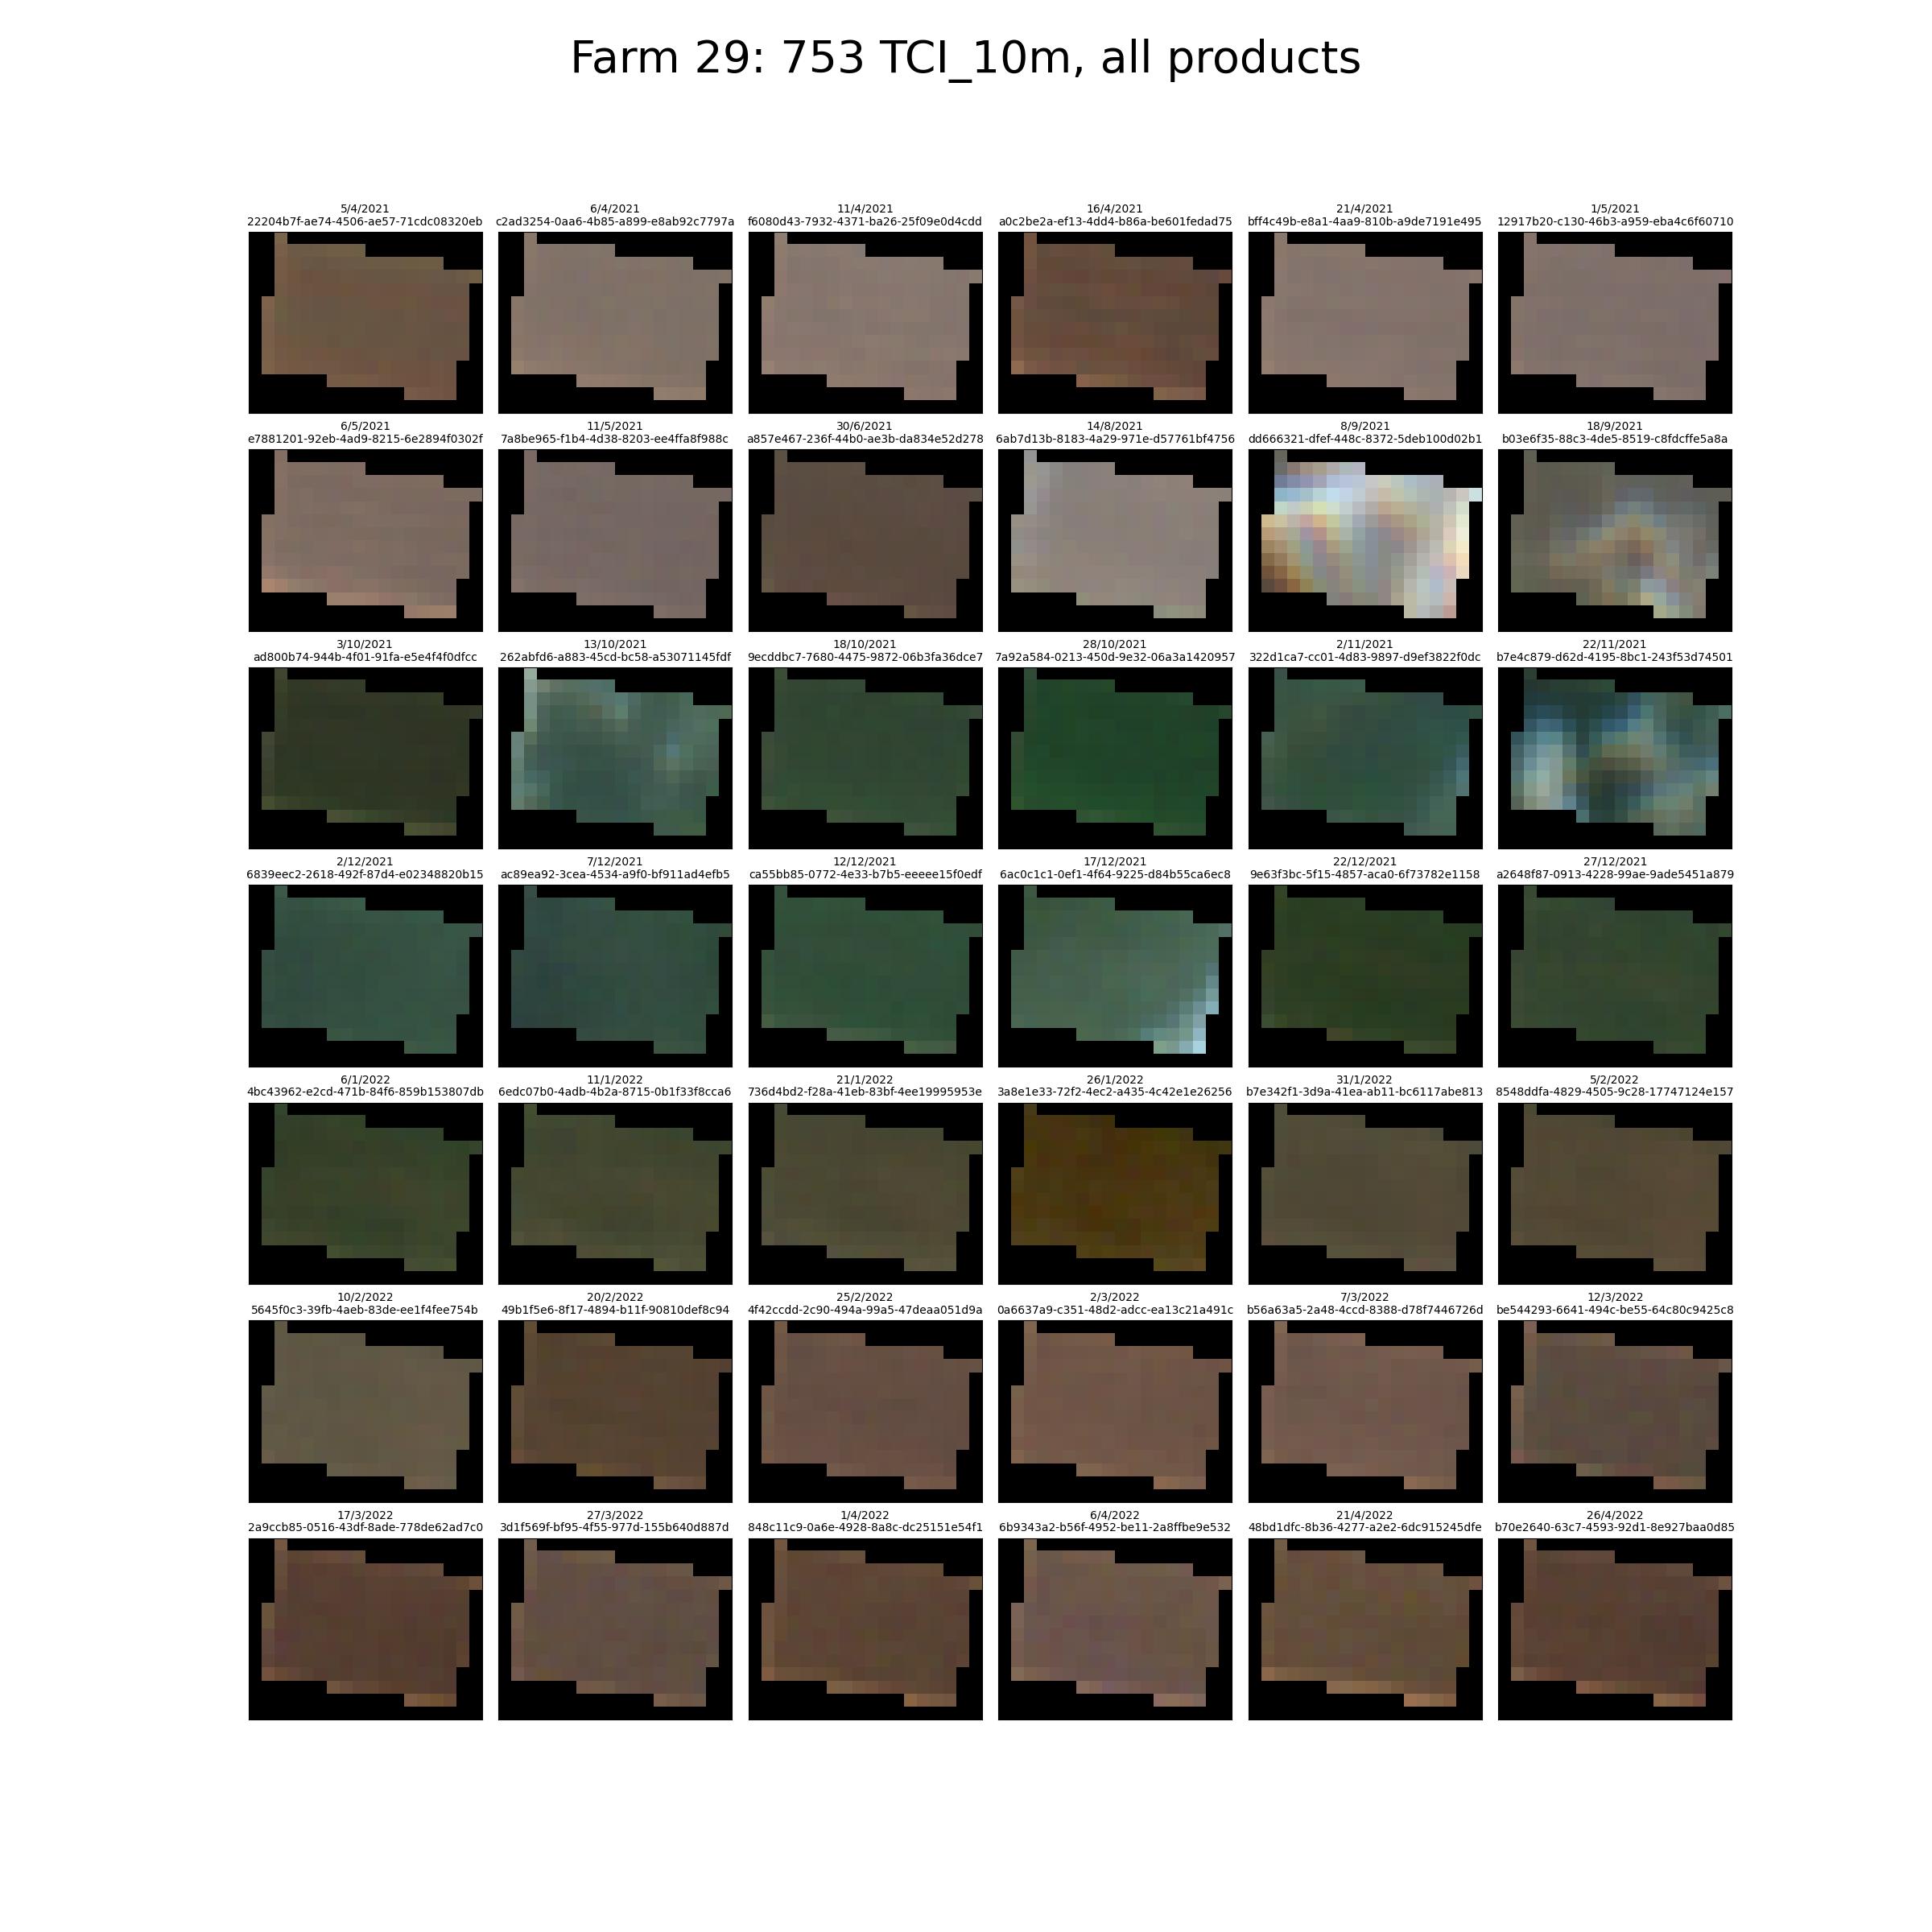 Farm 29: 753 TCI_10m, all products
5/4/2021
22204b7f-ae74-4506-ae57-71cdc08320eb
6/4/2021
c2ad3254-0aa6-4b85-a899-e8ab92c7797a
11/4/2021
f6080d43-7932-4371-ba26-25f09e0d4cdd
16/4/2021
a0c2be2a-ef13-4dd4-b86a-be601fedad75
21/4/2021
bff4c49b-e8a1-4aa9-810b-a9de7191e495
1/5/2021
12917b20-c130-46b3-a959-eba4c6f60710
6/5/2021
e7881201-92eb-4ad9-8215-6e2894f0302f
11/5/2021
7a8be965-f1b4-4d38-8203-ee4ffa8f988c
30/6/2021
a857e467-236f-44b0-ae3b-da834e52d278
14/8/2021
6ab7d13b-8183-4a29-971e-d57761bf4756
8/9/2021
dd666321-dfef-448c-8372-5deb100d02b1
18/9/2021
b03e6f35-88c3-4de5-8519-c8fdcffe5a8a
3/10/2021
ad800b74-944b-4f01-91fa-e5e4f4f0dfcc
13/10/2021
262abfd6-a883-45cd-bc58-a53071145fdf
18/10/2021
9ecddbc7-7680-4475-9872-06b3fa36dce7
28/10/2021
7a92a584-0213-450d-9e32-06a3a1420957
2/11/2021
322d1ca7-cc01-4d83-9897-d9ef3822f0dc
22/11/2021
b7e4c879-d62d-4195-8bc1-243f53d74501
2/12/2021
6839eec2-2618-492f-87d4-e02348820b15
7/12/2021
ac89ea92-3cea-4534-a9f0-bf911ad4efb5
12/12/2021
ca55bb85-0772-4e33-b7b5-eeeee15f0edf
17/12/2021
6ac0c1c1-0ef1-4f64-9225-d84b55ca6ec8
22/12/2021
9e63f3bc-5f15-4857-aca0-6f73782e1158
27/12/2021
a2648f87-0913-4228-99ae-9ade5451a879
6/1/2022
4bc43962-e2cd-471b-84f6-859b153807db
11/1/2022
6edc07b0-4adb-4b2a-8715-0b1f33f8cca6
21/1/2022
736d4bd2-f28a-41eb-83bf-4ee19995953e
26/1/2022
3a8e1e33-72f2-4ec2-a435-4c42e1e26256
31/1/2022
b7e342f1-3d9a-41ea-ab11-bc6117abe813
5/2/2022
8548ddfa-4829-4505-9c28-17747124e157
10/2/2022
5645f0c3-39fb-4aeb-83de-ee1f4fee754b
20/2/2022
49b1f5e6-8f17-4894-b11f-90810def8c94
25/2/2022
4f42ccdd-2c90-494a-99a5-47deaa051d9a
2/3/2022
0a6637a9-c351-48d2-adcc-ea13c21a491c
7/3/2022
b56a63a5-2a48-4ccd-8388-d78f7446726d
12/3/2022
be544293-6641-494c-be55-64c80c9425c8
17/3/2022
2a9ccb85-0516-43df-8ade-778de62ad7c0
27/3/2022
3d1f569f-bf95-4f55-977d-155b640d887d
1/4/2022
848c11c9-0a6e-4928-8a8c-dc25151e54f1
6/4/2022
6b9343a2-b56f-4952-be11-2a8ffbe9e532
21/4/2022
48bd1dfc-8b36-4277-a2e2-6dc915245dfe
26/4/2022
b70e2640-63c7-4593-92d1-8e927baa0d85